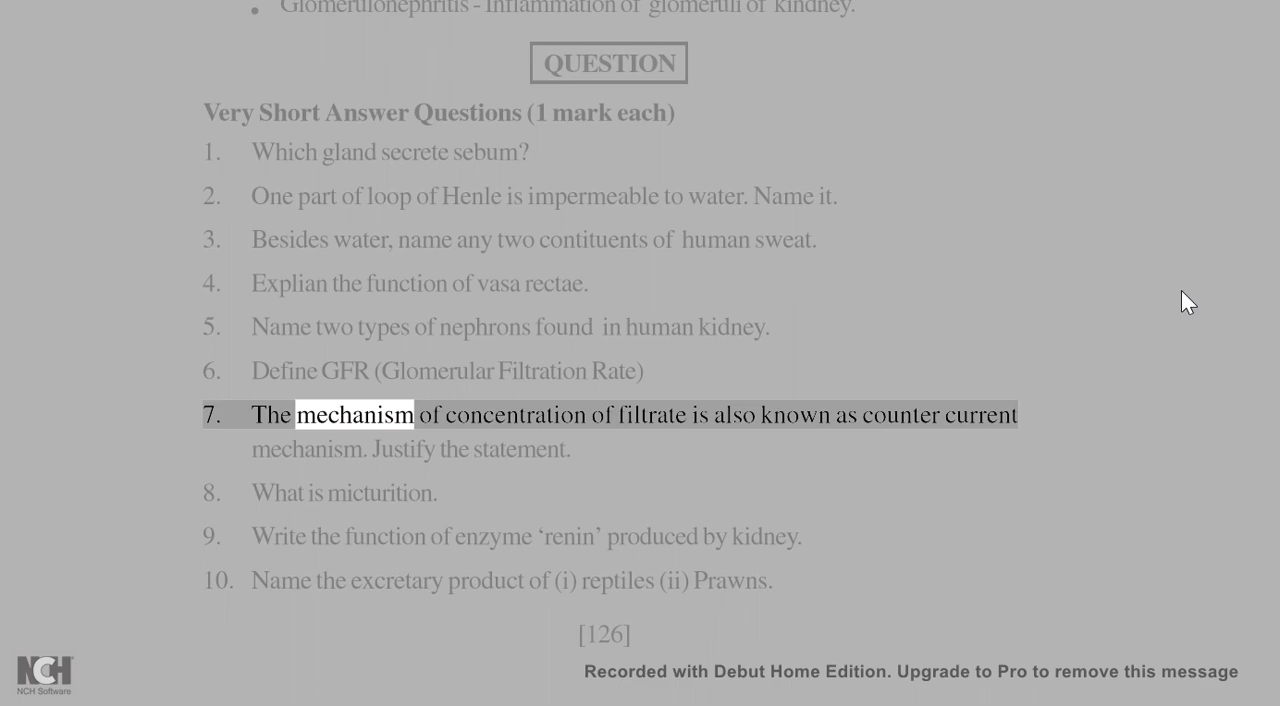 Glomerulonephritis - Inflammation of glomeruli of kindney.
QUESTION
Very Short Answer Questions (1 mark each)
1. Which gland secrete sebum?
2. One part of loop of Henle is impermeable to water. Name it.
3. Besides water, name any two contituents of human sweat.
4. Explian the function of vasa rectae.
5. Name two types of nephrons found in human kidney.
6. Define GFR (Glomerular Filtration Rate)
7. The mechanism of concentration of filtrate is also known as counter current
mechanism. Justify the statement.
8. What is micturition.
9. Write the function of enzyme ‘renin’ produced by kidney.
10. Name the excretary product of (i) reptiles (ii) Prawns.
[126]
NCH
NCH Software
Recorded with Debut Home Edition. Upgrade to Pro to remove this message